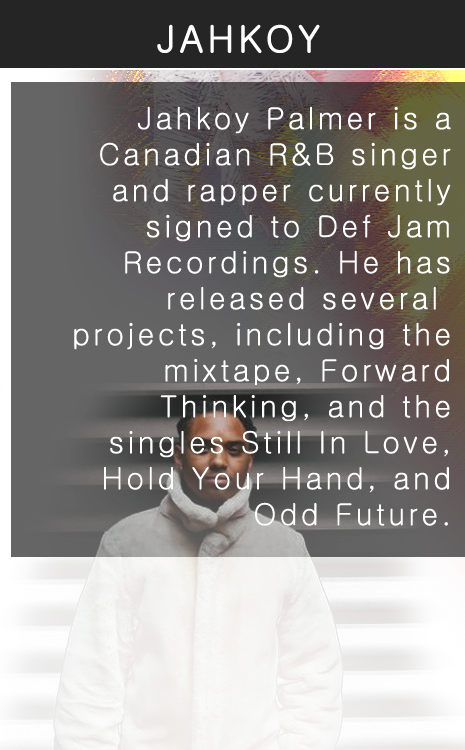 JAHKOY
Jahkoy Palmer is a
Canadian R&B singer
and rapper currently
signed to Def Jam
Recordings. He has
released several
projects, including the
mixtape, Forward
Thinking, and the
singles Still In Love,
Hold Your Hand, and
Odd Future.